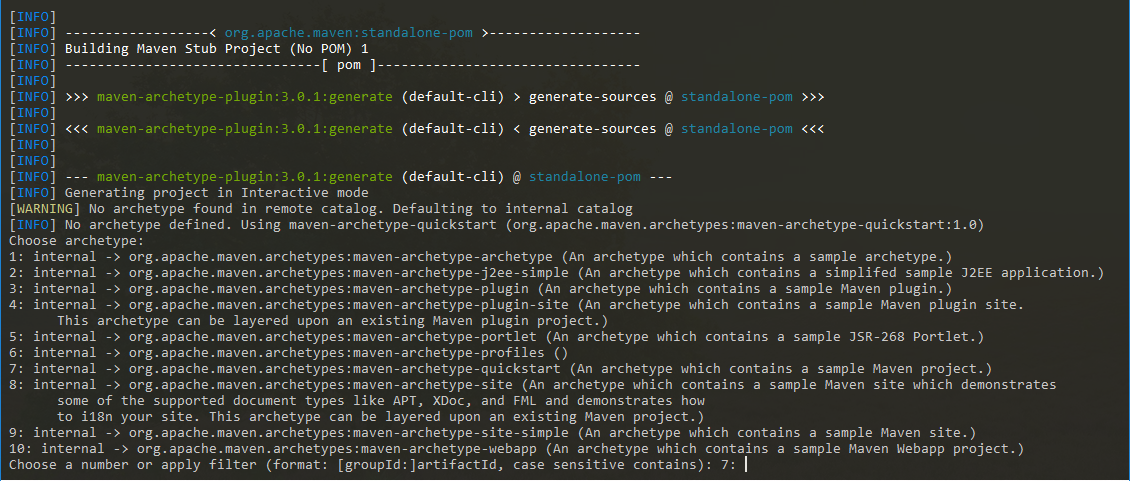 [INFO]
[INFO] ------------------< org.apache.maven:standalone-pom >-------------------
[INFO] Building Maven Stub Project (No POM) 1
[INFO] --------------------------------[ pom ]---------------------------------
[INFO]
[INFO] >>> maven-archetype-plugin:3.0.1:generate (default-cli) > generate-sources @ standalone-pom >>>
[INFO]
[INFO] <<< maven-archetype-plugin:3.0.1:generate (default-cli) < generate-sources @ standalone-pom <<<
[INFO]
[INFO]
[INFO] --- maven-archetype-plugin:3.0.1:generate (default-cli) @ standalone-pom ---
[INFO] Generating project in Interactive mode
[WARNING] No archetype found in remote catalog. Defaulting to internal catalog
[INFO] No archetype defined. Using maven-archetype-quickstart (org.apache.maven.archetypes:maven-archetype-quickstart:1.0)
Choose archetype:
1: internal -> org.apache.maven.archetypes:maven-archetype-archetype (An archetype which contains a sample archetype.)
2: internal -> org.apache.maven.archetypes:maven-archetype-j2ee-simple (An archetype which contains a simplifed sample J2EE application.)
3: internal -> org.apache.maven.archetypes:maven-archetype-plugin (An archetype which contains a sample Maven plugin.)
4: internal -> org.apache.maven.archetypes:maven-archetype-plugin-site (An archetype which contains a sample Maven plugin site.
      This archetype can be layered upon an existing Maven plugin project.)
5: internal -> org.apache.maven.archetypes:maven-archetype-portlet (An archetype which contains a sample JSR-268 Portlet.)
6: internal -> org.apache.maven.archetypes:maven-archetype-profiles ()
7: internal -> org.apache.maven.archetypes:maven-archetype-quickstart (An archetype which contains a sample Maven project.)
8: internal -> org.apache.maven.archetypes:maven-archetype-site (An archetype which contains a sample Maven site which demonstrates
      some of the supported document types like APT, XDoc, and FML and demonstrates how
      to i18n your site. This archetype can be layered upon an existing Maven project.)
9: internal -> org.apache.maven.archetypes:maven-archetype-site-simple (An archetype which contains a sample Maven site.)
10: internal -> org.apache.maven.archetypes:maven-archetype-webapp (An archetype which contains a sample Maven Webapp project.)
Choose a number or apply filter (format: [groupId:]artifactId, case sensitive contains): 7: